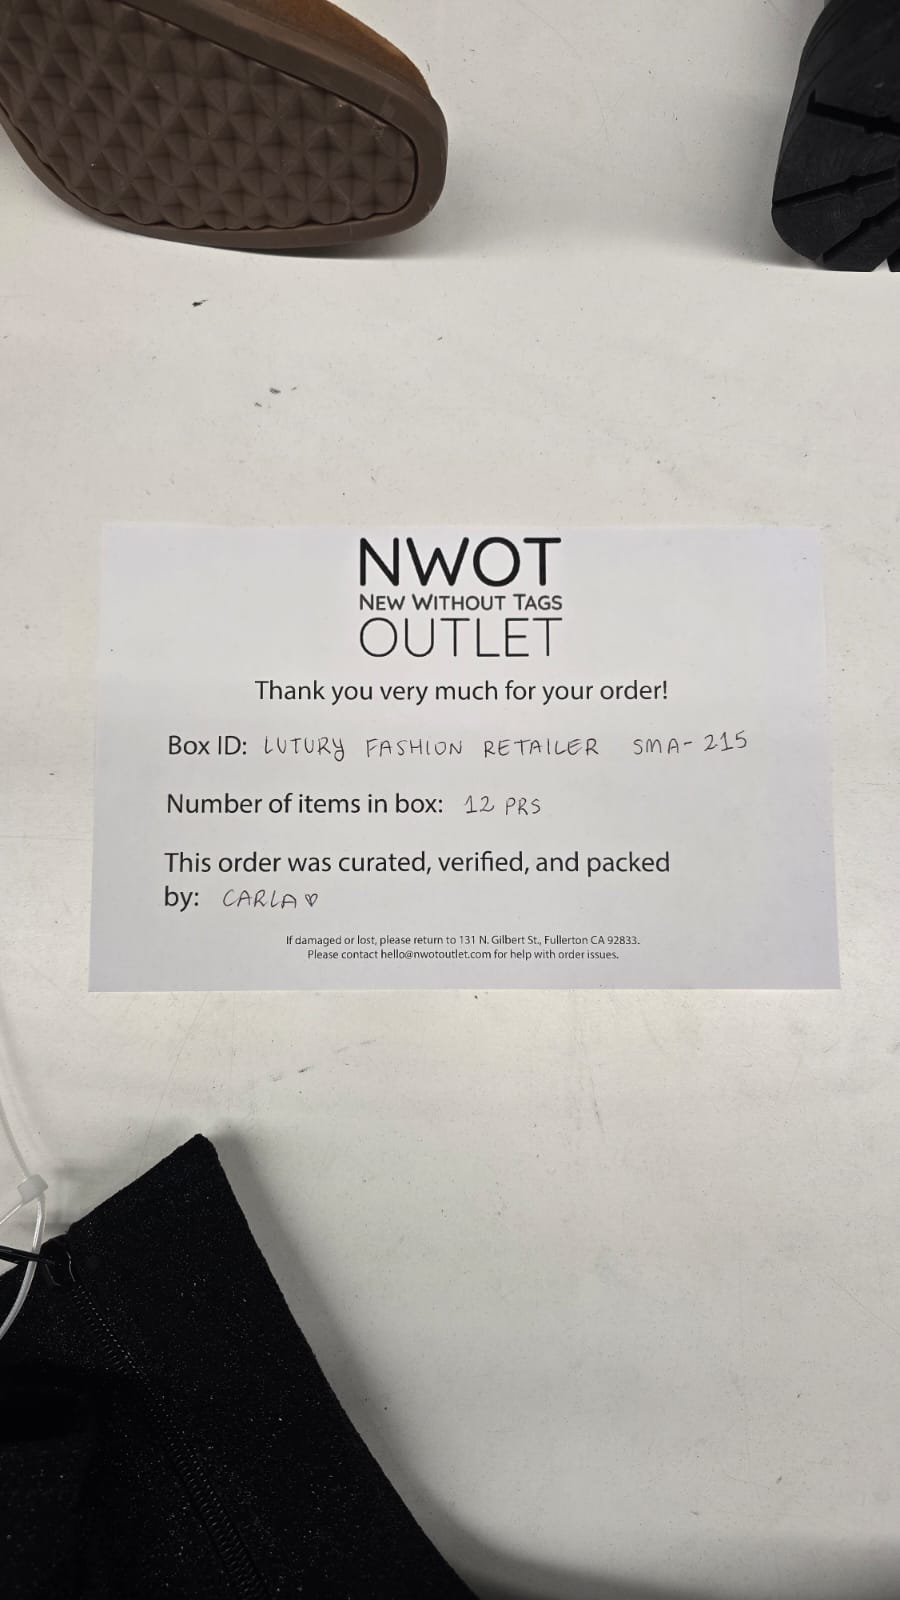 NWOT
NEW WITHOUT TAGS
OUTLET
Thank you very much for your order!
Box ID: LUTURY FASHION RETAILER SMA-215
Number of items in box: 12 PRS
This order was curated, verified, and packed
by: CARLA ♡
If damaged or lost, please return to 131 N. Gilbert St., Fullerton CA 92833.
Please contact hello@nwotoutlet.com for help with order issues.